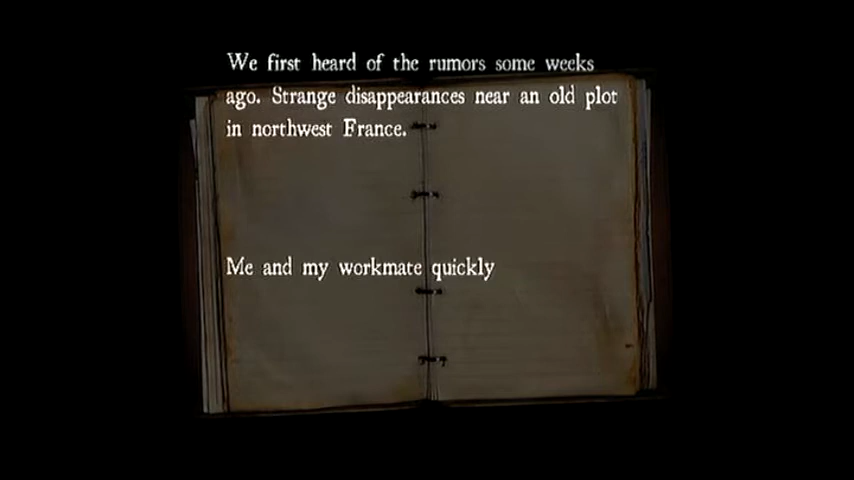 We first heard of the rumors some weeks
ago. Strange disappearances near an old plot
in northwest France.
Me and my workmate quickly